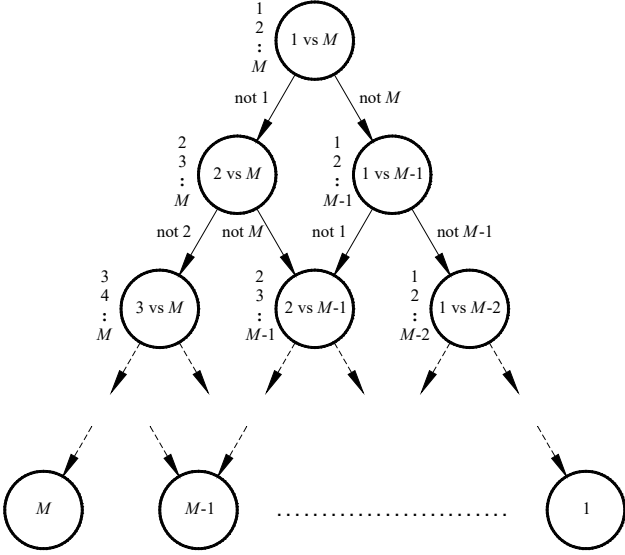 1
2
:
M
1 vs M
not 1
not M
2
3
:
M
2 vs M
1
2
:
M-1
1 vs M-1
not 2
not M
not 1
not M-1
3
4
:
M
3 vs M
2
3
:
M-1
2 vs M-1
1
2
:
M-2
1 vs M-2
M
M-1
..........................
1